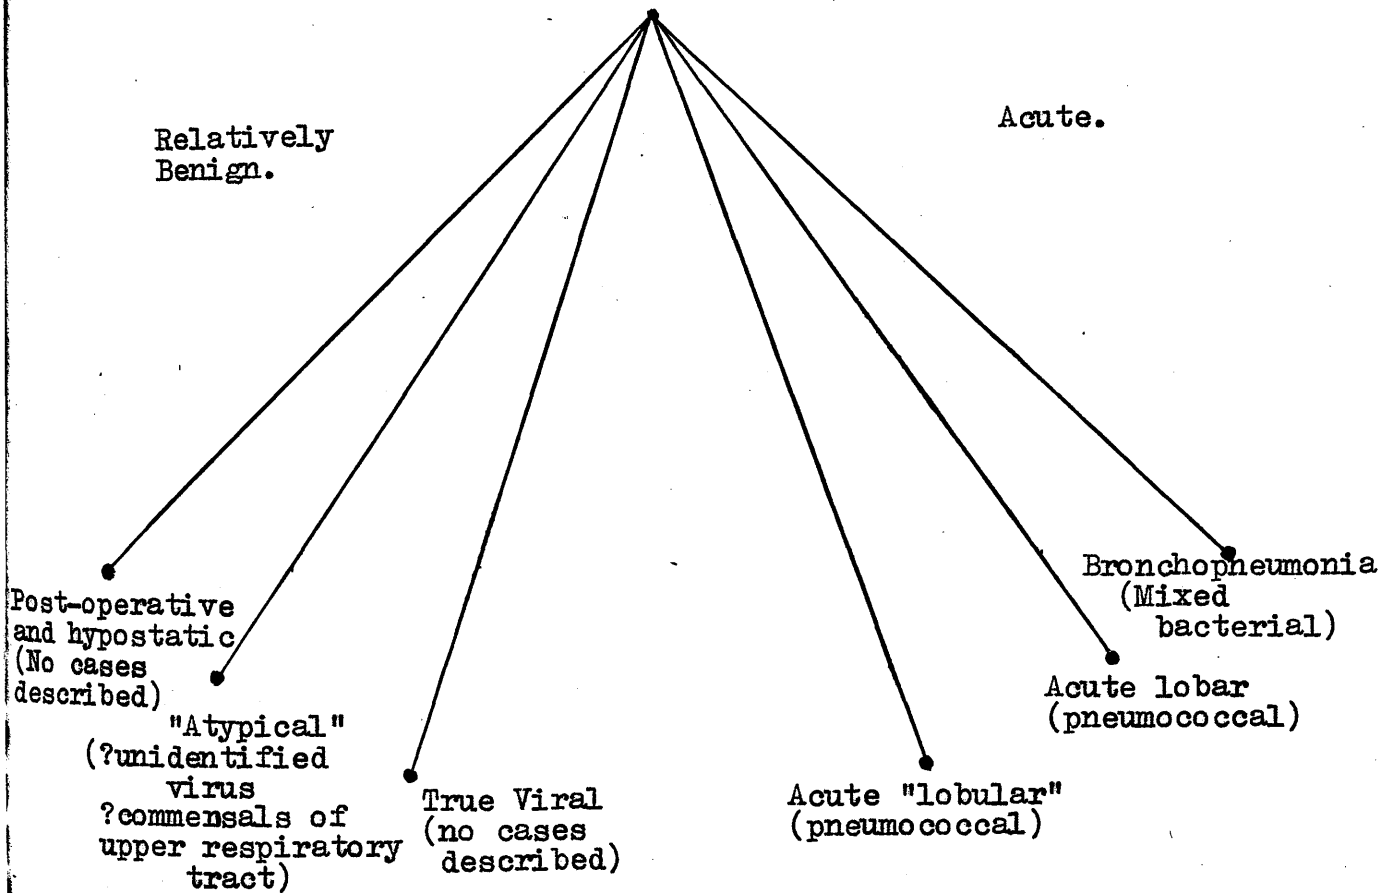 Relatively
Benign.
Acute.
Post-operative
and hypostatic
(No cases
described)
"Atypical"
(?unidentified
virus
?commensals of
upper respiratory
tract)
True Viral
(no cases
described)
Acute "lobular"
(pneumococcal)
Acute lobar
(pneumococcal)
Bronchopneumonia
(Mixed
bacterial)